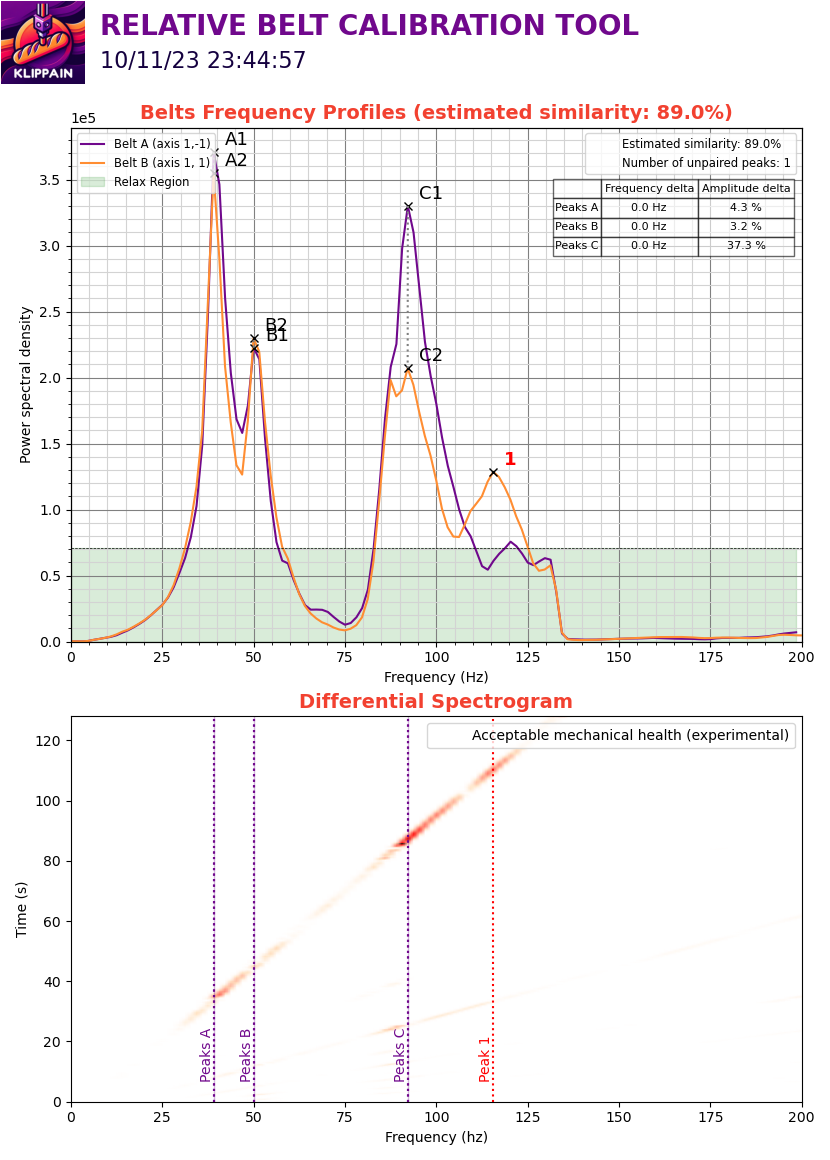 RELATIVE BELT CALIBRATION TOOL
10/11/23 23:44:57
KLIPPAIN
Belts Frequency Profiles (estimated similarity: 89.0%)
1e5
Belt A (axis 1,-1)
Belt B (axis 1, 1)
Relax Region
A1
A2
Estimated similarity: 89.0%
Number of unpaired peaks: 1
Frequency delta Amplitude delta
Peaks A 0.0 Hz 4.3 %
Peaks B 0.0 Hz 3.2 %
Peaks C 0.0 Hz 37.3 %
C1
B2
B1
C2
1
3.5
3.0
2.5
2.0
1.5
1.0
0.5
0.0
Power spectral density
0 25 50 75 100 125 150 175 200
Frequency (Hz)
Differential Spectrogram
Acceptable mechanical health (experimental)
120
100
80
60
40
20
0
Time (s)
Peaks A
Peaks B
Peaks C
Peak 1
0 25 50 75 100 125 150 175 200
Frequency (hz)